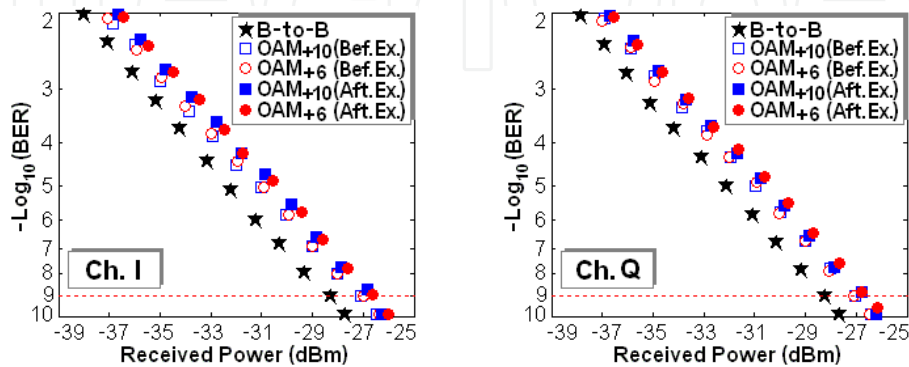 -Log10 (BER)
2
3
4
5
6
7
8
9
10
B-to-B
OAM+10 (Bef.Ex.)
OAM+6 (Bef.Ex.)
OAM+10 (Aft.Ex.)
OAM+6 (Aft.Ex.)
Ch. I
-39 -37 -35 -33 -31 -29 -27 -25
Received Power (dBm)
-Log10 (BER)
2
3
4
5
6
7
8
9
10
B-to-B
OAM+10 (Bef.Ex.)
OAM+6 (Bef.Ex.)
OAM+10 (Aft.Ex.)
OAM+6 (Aft.Ex.)
Ch. Q
-39 -37 -35 -33 -31 -29 -27 -25
Received Power (dBm)